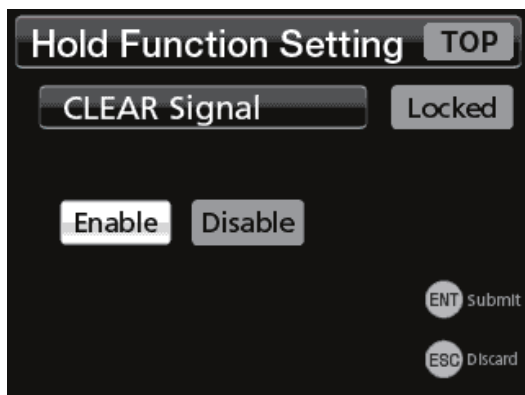 Hold Function Setting TOP
CLEAR Signal Locked
Enable Disable
ENT Submit
ESC Discard